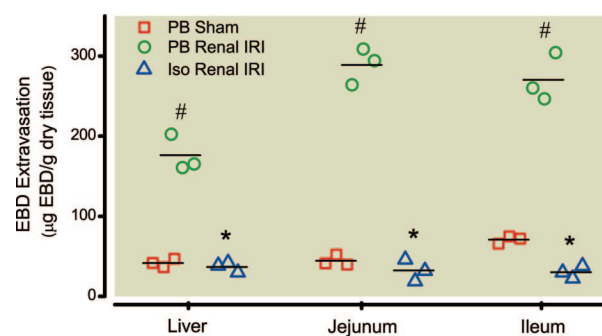 PB Sham
PB Renal IRI
Iso Renal IRI
EBD Extravasation
(µg EBD/g dry tissue)
300
200
100
0
#
#
#
*
*
*
Liver Jejunum Ileum